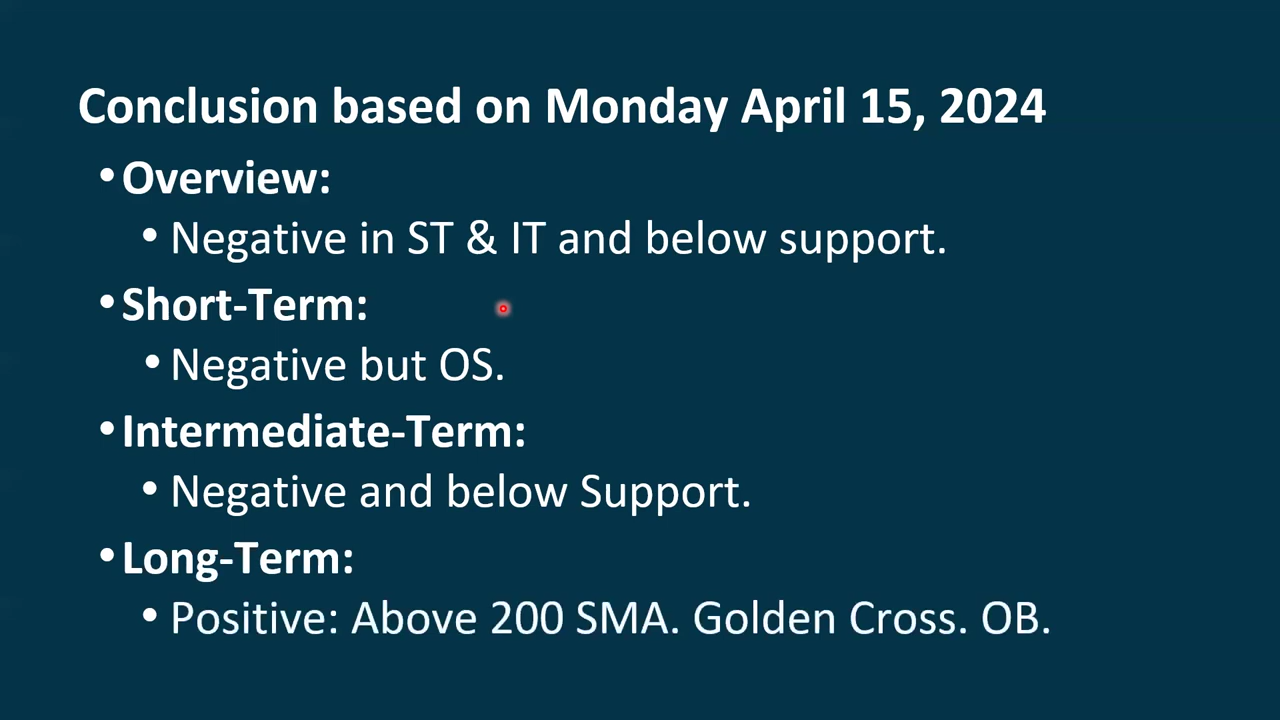 Conclusion based on Monday April 15, 2024
•Overview:
•Negative in ST & IT and below support.
•Short-Term:
•Negative but OS.
•Intermediate-Term:
•Negative and below Support.
•Long-Term:
•Positive: Above 200 SMA. Golden Cross. OB.